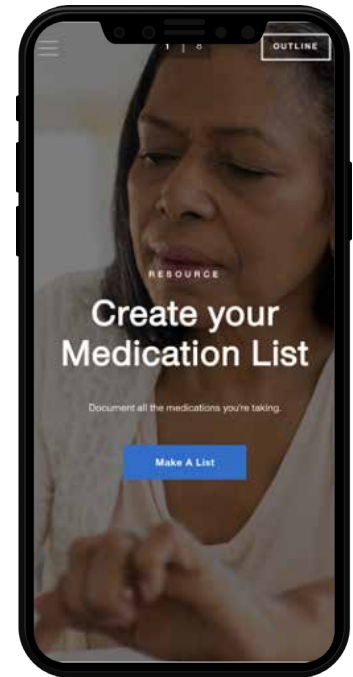 1 | 8
OUTLINE
RESOURCE
Create your
Medication List
Document all the medications you're taking.
Make A List